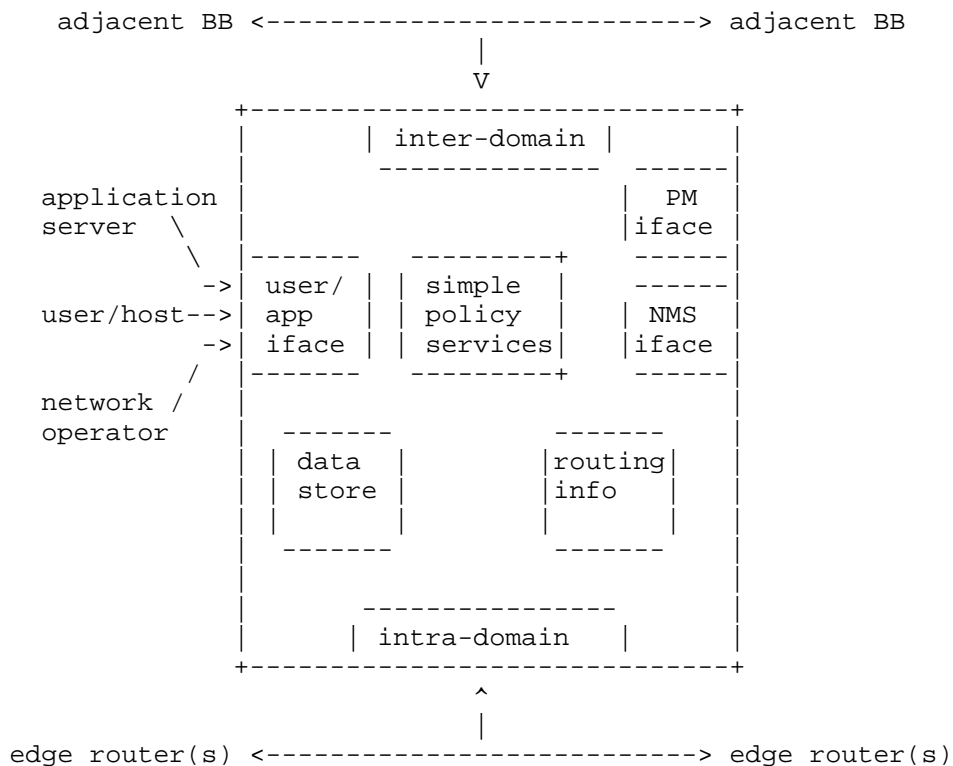 adjacent BB <---------------------------> adjacent BB
|
V
inter-domain
application PM
server iface
user/ simple
user/host--> app policy NMS
iface services iface
network
operator
data routing
store info
intra-domain
^
|
edge router(s) <---------------------------> edge router(s)